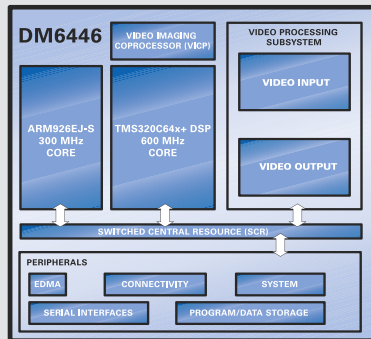 DM6446
VIDEO IMAGING
COPROCESSOR (VICP)
VIDEO PROCESSING
SUBSYSTEM
VIDEO INPUT
VIDEO OUTPUT
ARM926EJ-S
300 MHz
CORE
TMS320C64x+ DSP
600 MHz
CORE
SWITCHED CENTRAL RESOURCE (SCR)
PERIPHERALS
EDMA
CONNECTIVITY
SYSTEM
SERIAL INTERFACES
PROGRAM/DATA STORAGE